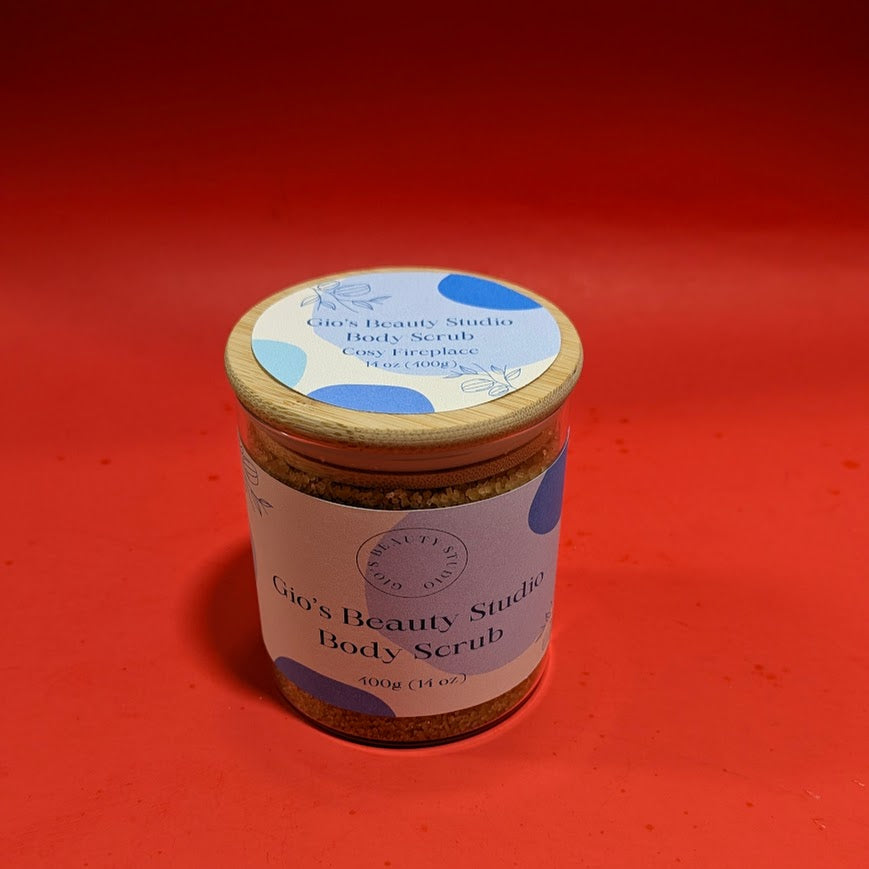 Gio's Beauty Studio
Body Scrub
Cosy Fireplace
14 oz (400g)
GIO'S BEAUTY STUDIO
Gio's Beauty Studio
Body Scrub
400g (14 oz)